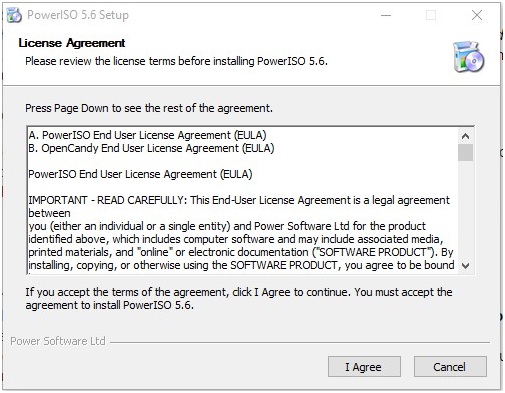 PowerISO 5.6 Setup
License Agreement
Please review the license terms before installing PowerISO 5.6.
Press Page Down to see the rest of the agreement.
A. PowerISO End User License Agreement (EULA)
B. OpenCandy End User License Agreement (EULA)
PowerISO End User License Agreement (EULA)
IMPORTANT - READ CAREFULLY: This End-User License Agreement is a legal agreement
between
you (either an individual or a single entity) and Power Software Ltd for the product
identified above, which includes computer software and may include associated media,
printed materials, and "online" or electronic documentation ("SOFTWARE PRODUCT"). By
installing, copying, or otherwise using the SOFTWARE PRODUCT, you agree to be bound
If you accept the terms of the agreement, click I Agree to continue. You must accept the
agreement to install PowerISO 5.6.
Power Software Ltd
I Agree
Cancel